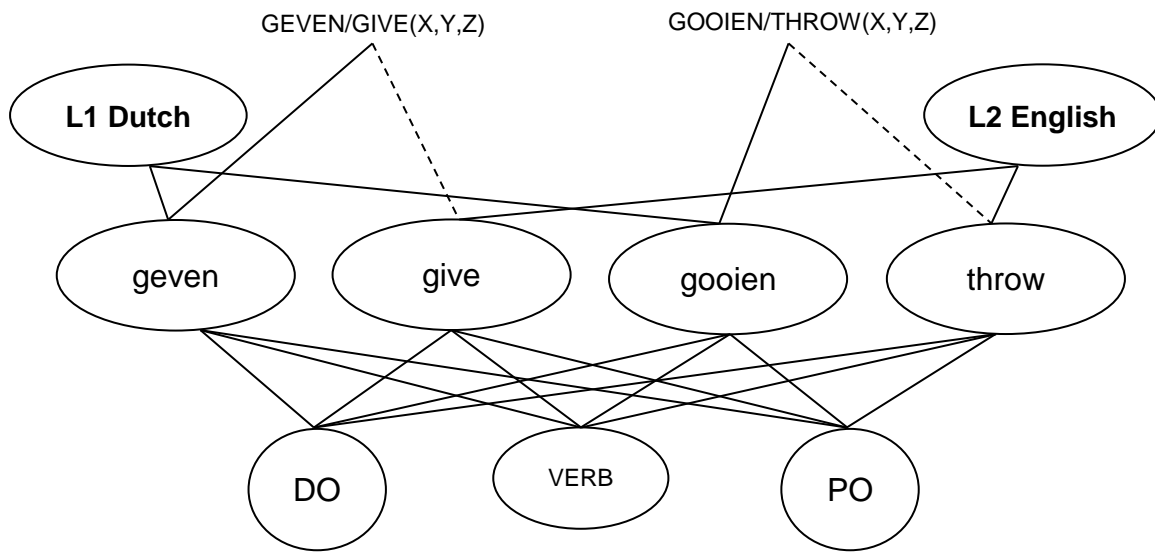 GEVEN/GIVE(X,Y,Z)
GOOIEN/THROW(X,Y,Z)
L1 Dutch
L2 English
geven
give
gooien
throw
DO
VERB
PO